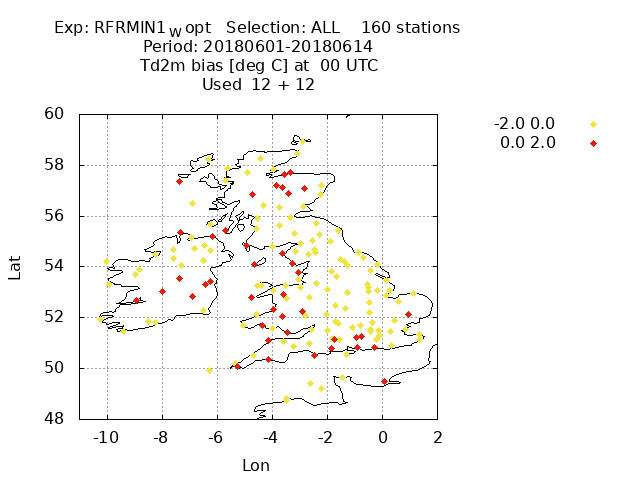 Exp: RFRMIN1_W opt   Selection: ALL    160 stations
Period: 20180601-20180614
Td2m bias [deg C] at  00 UTC
Used  12 + 12
-2.0 0.0
0.0 2.0
60
58
56
54
52
50
48
Lat
-10 -8 -6 -4 -2 0 2
Lon